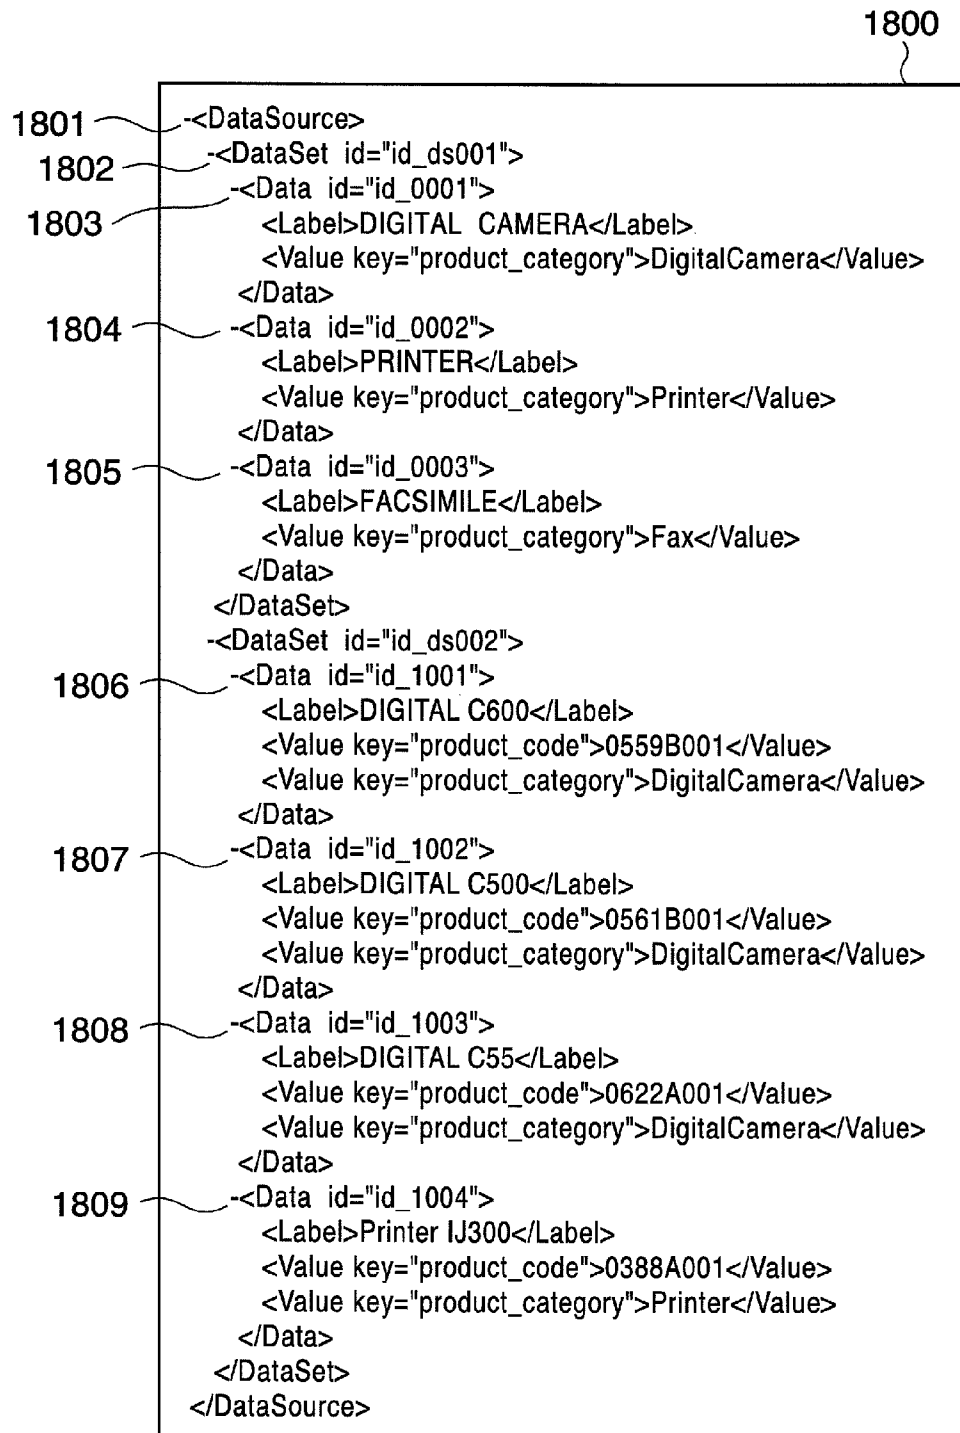 1800
1801 -<DataSource>
1802 -<DataSet id="id_ds001">
1803 -<Data id="id_0001">
<Label>DIGITAL CAMERA</Label>
<Value key="product_category">DigitalCamera</Value>
</Data>
1804 -<Data id="id_0002">
<Label>PRINTER</Label>
<Value key="product_category">Printer</Value>
</Data>
1805 -<Data id="id_0003">
<Label>FACSIMILE</Label>
<Value key="product_category">Fax</Value>
</Data>
</DataSet>
-<DataSet id="id_ds002">
1806 -<Data id="id_1001">
<Label>DIGITAL C600</Label>
<Value key="product_code">0559B001</Value>
<Value key="product_category">DigitalCamera</Value>
</Data>
1807 -<Data id="id_1002">
<Label>DIGITAL C500</Label>
<Value key="product_code">0561B001</Value>
<Value key="product_category">DigitalCamera</Value>
</Data>
1808 -<Data id="id_1003">
<Label>DIGITAL C55</Label>
<Value key="product_code">0622A001</Value>
<Value key="product_category">DigitalCamera</Value>
</Data>
1809 -<Data id="id_1004">
<Label>Printer IJ300</Label>
<Value key="product_code">0388A001</Value>
<Value key="product_category">Printer</Value>
</Data>
</DataSet>
</DataSource>